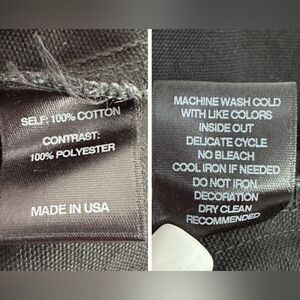 SELF: 100% COTTON
CONTRAST:
100% POLYESTER
MADE IN USA
MACHINE WASH COLD
WITH LIKE COLORS
INSIDE OUT
DELICATE CYCLE
NO BLEACH
COOL IRON IF NEEDED
DO NOT IRON
DECORATION
DRY CLEAN
RECOMMENDED